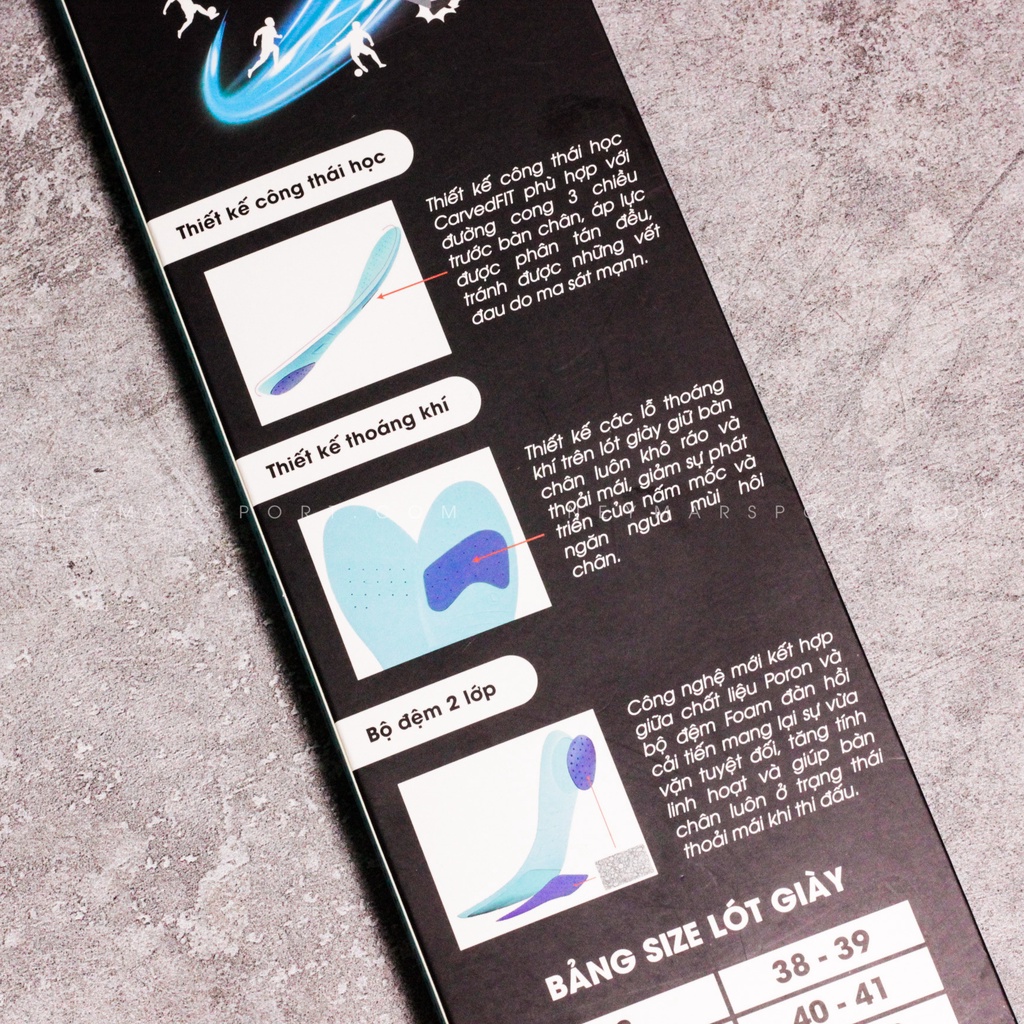 Thiết kế công thái học
Thiết kế công thái học
CarvedFIT phù hợp với
đường cong 3 chiều
trước bàn chân, áp lực
được phân tán đều,
tránh được những vết
đau do ma sát mạnh.
Thiết kế thoáng khí
Thiết kế các lỗ thoáng
khí trên lót giày giữ bàn
chân luôn khô ráo và
thoải mái, giảm sự phát
triển của nấm mốc và
ngăn ngừa mùi hôi
chân.
Bộ đệm 2 lớp
Công nghệ mới kết hợp
giữa chất liệu Poron và
bộ đệm Foam đàn hồi
cải tiến mang lại sự vừa
vặn tuyệt đối, tăng tính
linh hoạt và giúp bàn
chân luôn ở trạng thái
thoải mái khi thi đấu.
BẢNG SIZE LÓT GIÀY
38 - 39
40 - 41